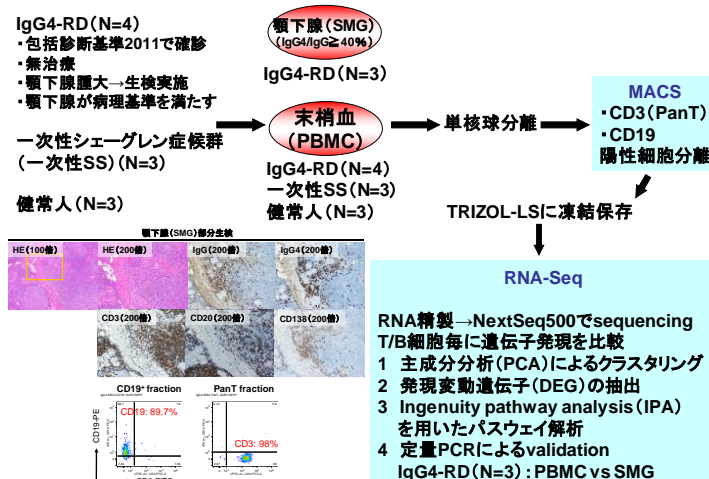 IgG4-RD(N=4)
・包括診断基準2011で確診
・無治療
・顎下腺腫大→生検実施
・顎下腺が病理基準を満たす
一次性シェーグレン症候群
(一次性SS)(N=3)
健常人(N=3)
顎下腺(SMG)
(IgG4/IgG≧40%)
IgG4-RD(N=3)
末梢血
(PBMC)
IgG4-RD(N=4)
一次性SS(N=3)
健常人(N=3)
単核球分離
MACS
・CD3(PanT)
・CD19
陽性細胞分離
TRIZOL-LSに凍結保存
顎下腺(SMG)部分生検
HE(100倍)
HE(200倍)
IgG(200倍)
IgG4(200倍)
CD3(200倍)
CD20(200倍)
CD138(200倍)
CD19⁺ fraction
PanT fraction
CD19: 89.7%
CD3: 98%
CD19-PE
RNA-Seq
RNA精製→NextSeq500でsequencing
T/B細胞毎に遺伝子発現を比較
1 主成分分析(PCA)によるクラスタリング
2 発現変動遺伝子(DEG)の抽出
3 Ingenuity pathway analysis(IPA)
を用いたパスウェイ解析
4 定量PCRによるvalidation
IgG4-RD(N=3):PBMC vs SMG